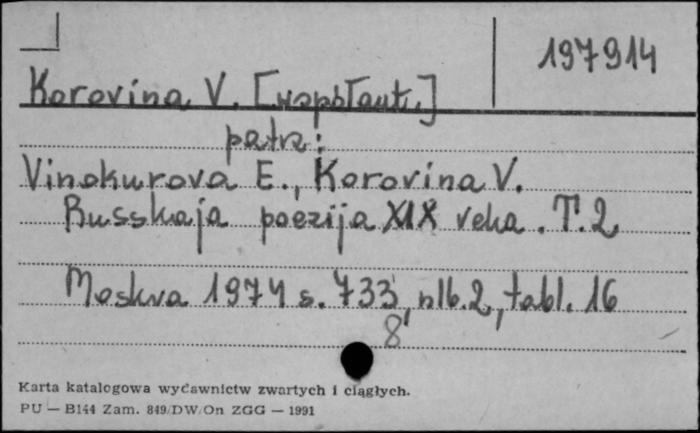 197914
Korovina V. [współaut.]
patrz:
Vinokurova E., Korovina V.
Russkaja poezija XIX veka. T.2
Moskva 1974 s. 733, nlb.2, tabl. 16
8°
Karta katalogowa wydawnictw zwartych i ciągłych.
PU — B144 Zam. 849/DW/On ZGG — 1991